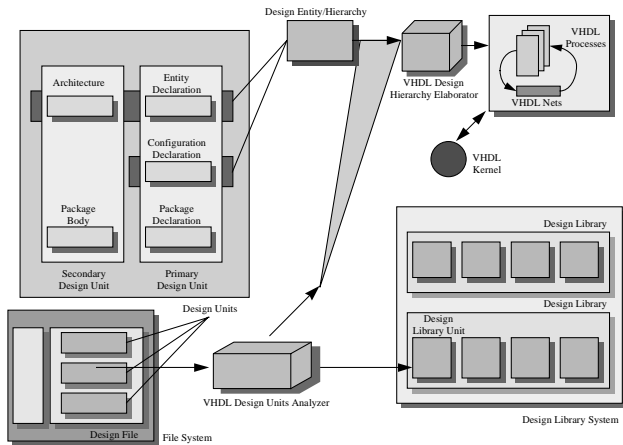 Design Entity/Hierarchy
VHDL
Processes
VHDL Nets
VHDL Design
Hierarchy Elaborator
VHDL
Kernel
Architecture
Entity
Declaration
Configuration
Declaration
Package
Body
Package
Declaration
Secondary
Design Unit
Primary
Design Unit
Design Library
Design Library
Design
Library Unit
Design Library System
Design Units
VHDL Design Units Analyzer
Design File
File System